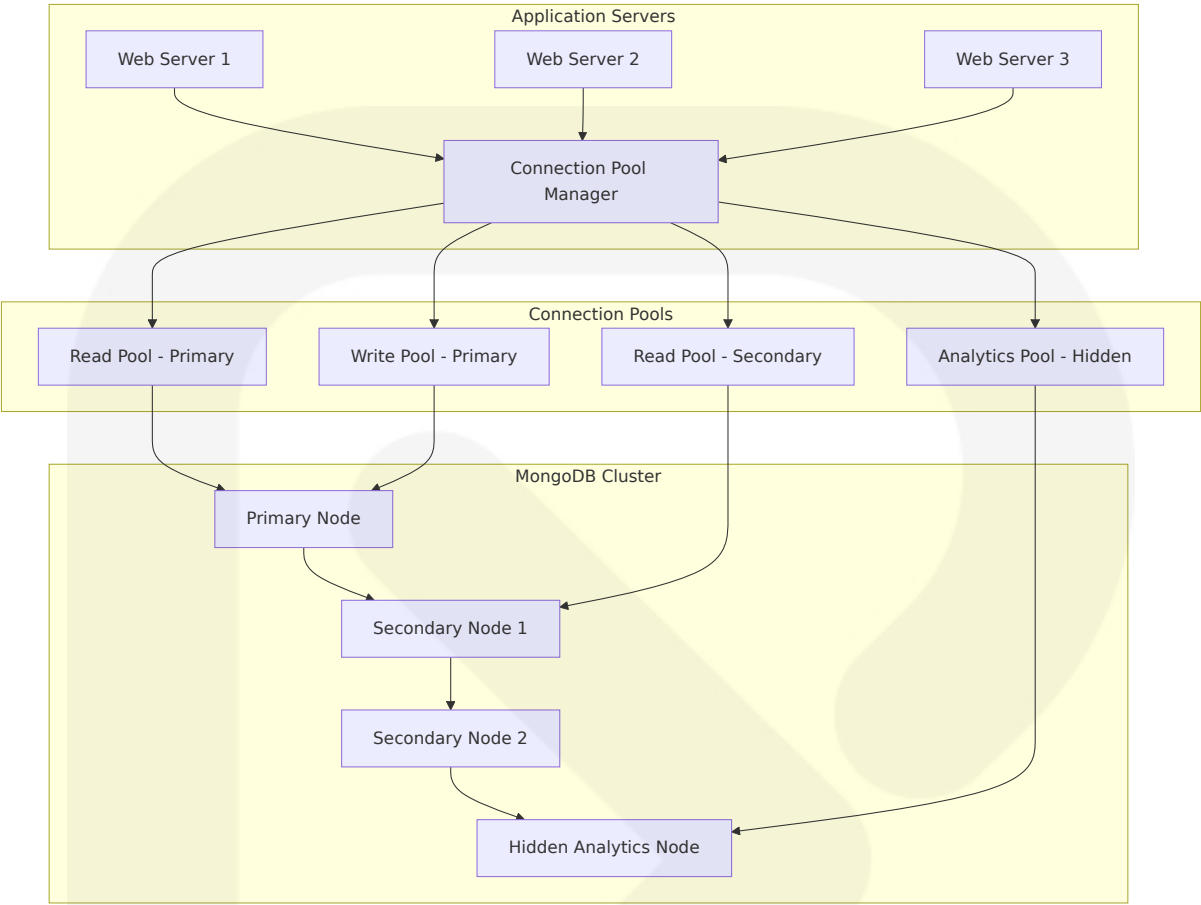 Application Servers
Web Server 1
Web Server 2
Web Server 3
Connection Pool
Manager
Connection Pools
Read Pool - Primary
Write Pool - Primary
Read Pool - Secondary
Analytics Pool - Hidden
MongoDB Cluster
Primary Node
Secondary Node 1
Secondary Node 2
Hidden Analytics Node